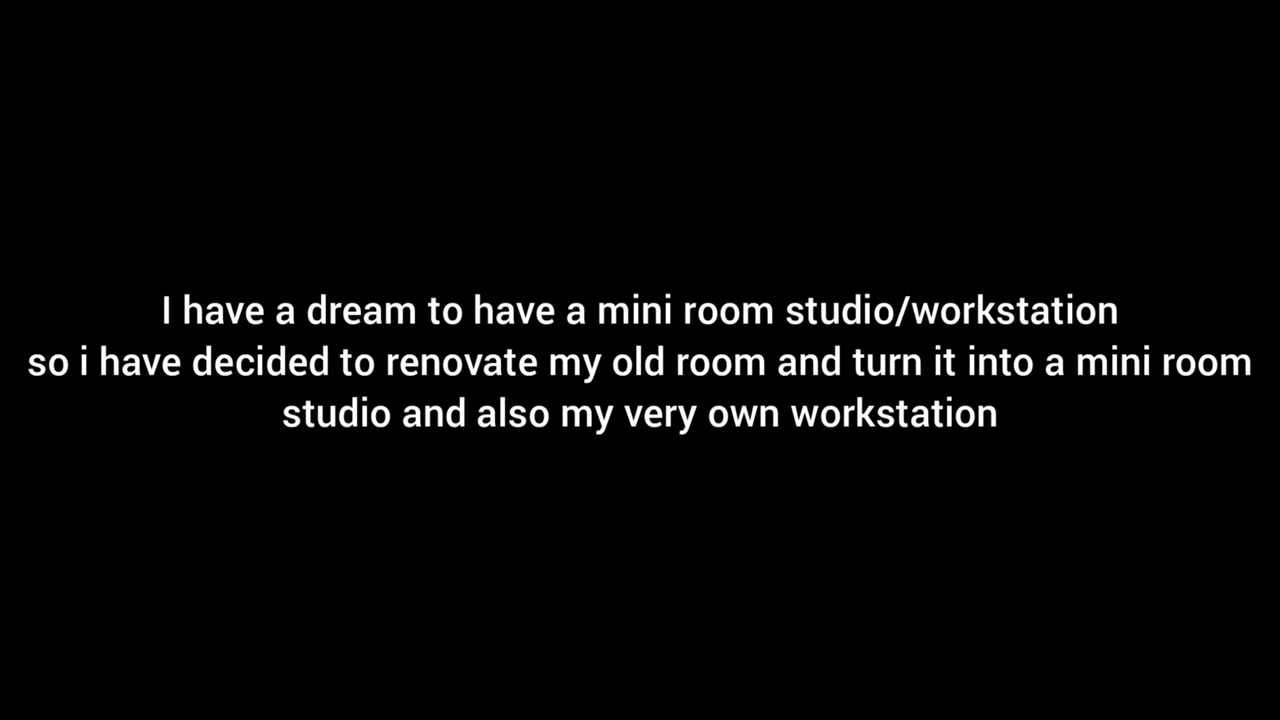 I have a dream to have a mini room studio/workstation
so i have decided to renovate my old room and turn it into a mini room
studio and also my very own workstation